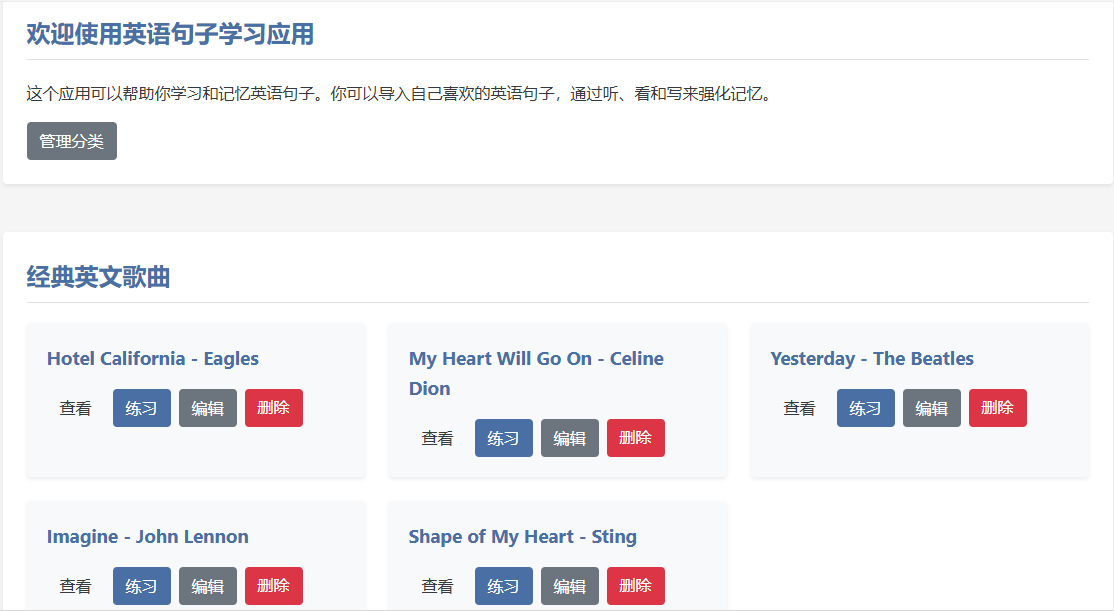 欢迎使用英语句子学习应用
这个应用可以帮助你学习和记忆英语句子。你可以导入自己喜欢的英语句子，通过听、看和写来强化记忆。
管理分类
经典英文歌曲
Hotel California - Eagles
查看 练习 编辑 删除
My Heart Will Go On - Celine
Dion
查看 练习 编辑 删除
Yesterday - The Beatles
查看 练习 编辑 删除
Imagine - John Lennon
查看 练习 编辑 删除
Shape of My Heart - Sting
查看 练习 编辑 删除